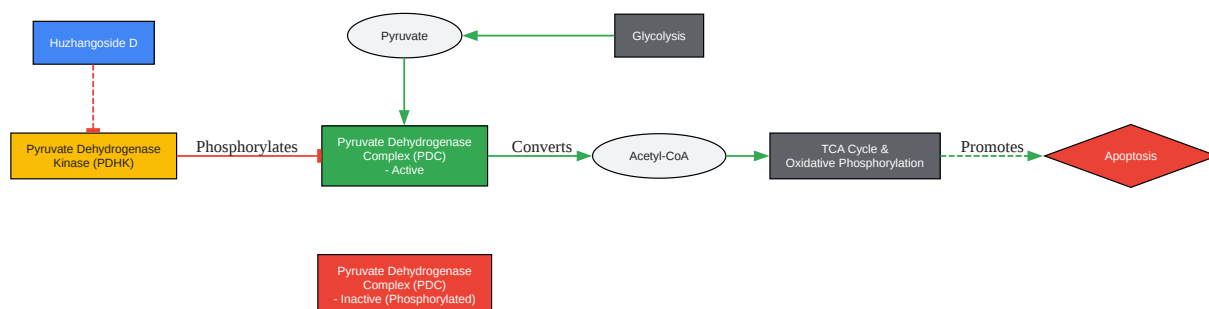 Huzhangoside D
Pyruvate
Glycolysis
Pyruvate Dehydrogenase
Kinase (PDHK)
Phosphorylates
Pyruvate Dehydrogenase
Complex (PDC)
- Active
Converts
Acetyl-CoA
TCA Cycle &
Oxidative Phosphorylation
Promotes
Apoptosis
Pyruvate Dehydrogenase
Complex (PDC)
- Inactive (Phosphorylated)